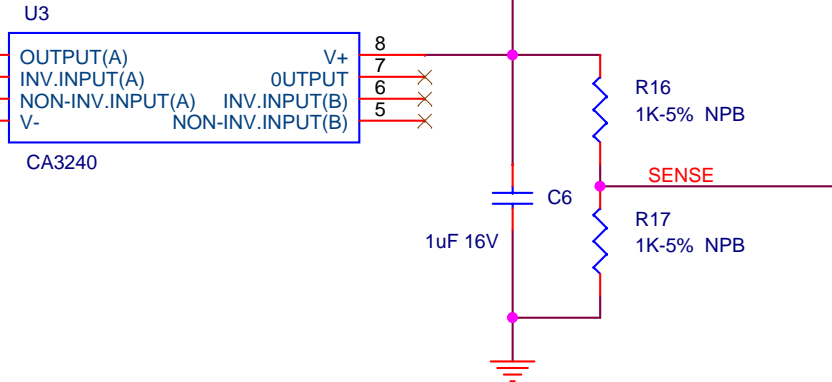 U3
OUTPUT(A)
INV.INPUT(A)
NON-INV.INPUT(A)
V-
V+
0UTPUT
INV.INPUT(B)
NON-INV.INPUT(B)
8
7
6
5
CA3240
R16
1K-5% NPB
SENSE
C6
1uF 16V
R17
1K-5% NPB